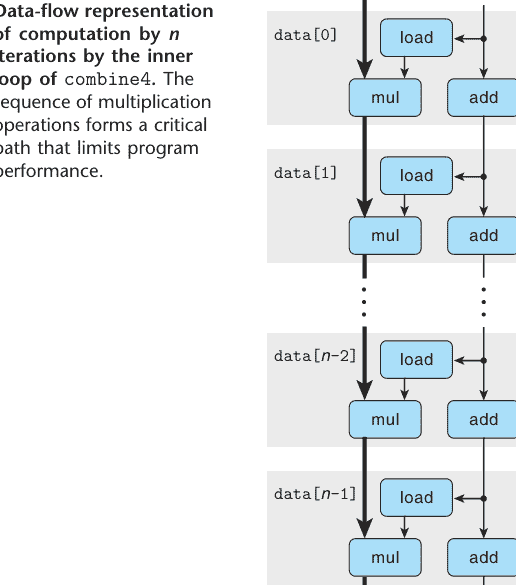 Data-flow representation
of computation by n
iterations by the inner
loop of combine4. The
sequence of multiplication
operations forms a critical
path that limits program
performance.
data[0]
load
mul
add
data[1]
load
mul
add
data[n-2]
load
mul
add
data[n-1]
load